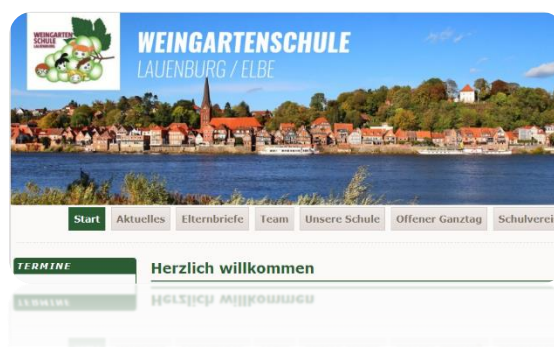 WEINGARTEN
SCHULE
LAUENBURG
WEINGARTENSCHULE
LAUENBURG / ELBE
Start Aktuelles Elternbriefe Team Unsere Schule Offener Ganztag Schulverei
TERMINE
Herzlich willkommen